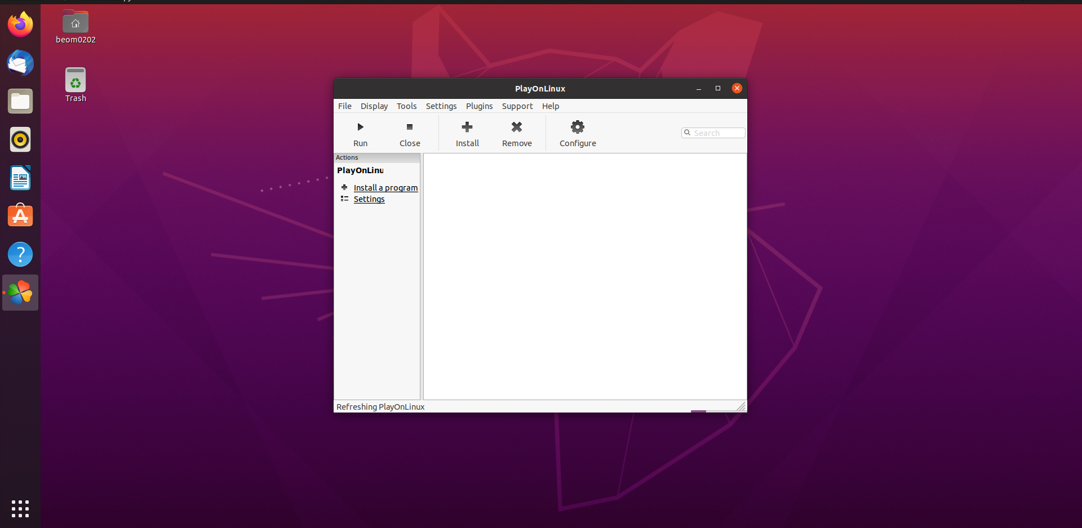 beom0202
Trash
PlayOnLinux
File Display Tools Settings Plugins Support Help
Run Close Install Remove Configure Search
Actions
PlayOnLinu
Install a program
Settings
Refreshing PlayOnLinux